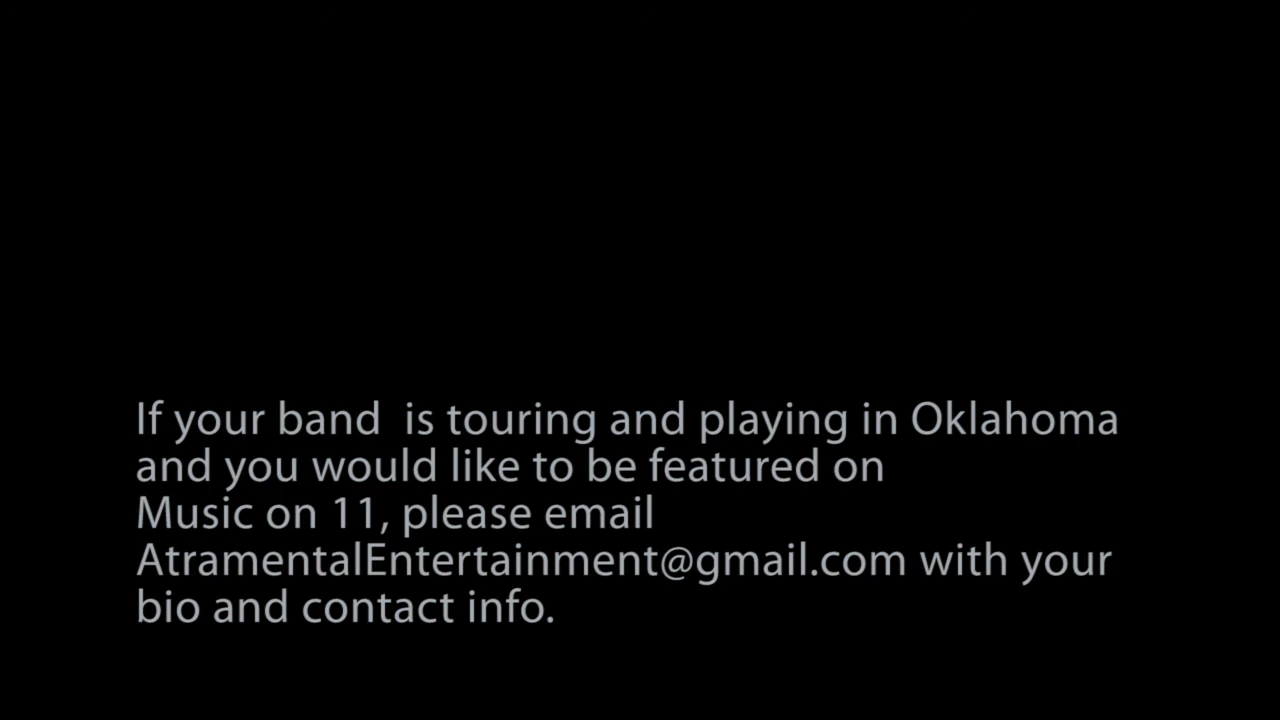 If your band  is touring and playing in Oklahoma
and you would like to be featured on
Music on 11, please email
AtramentalEntertainment@gmail.com with your
bio and contact info.